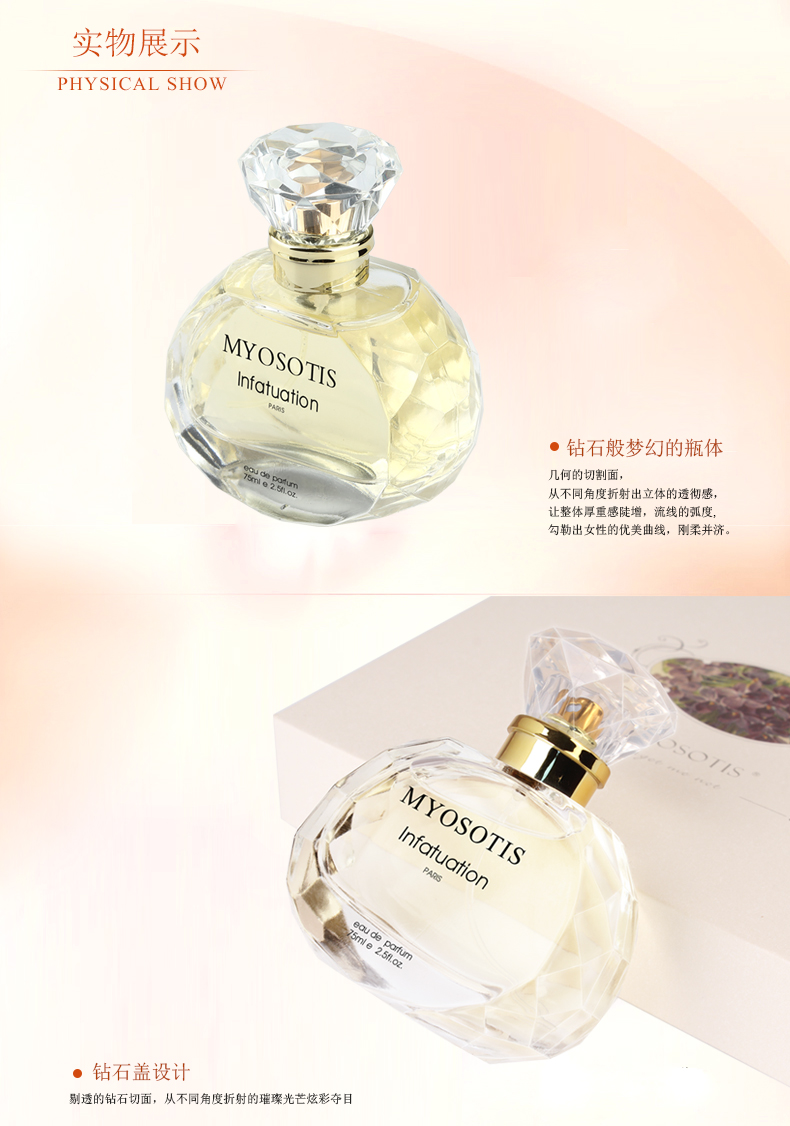 实物展示
PHYSICAL SHOW
MYOSOTIS
Infatuation
PARIS
eau de parfum
75ml e 2.5fl.oz.
钻石般梦幻的瓶体
几何的切割面，
从不同角度折射出立体的透彻感，
让整体厚重感陡增，流线的弧度，
勾勒出女性的优美曲线，刚柔并济。
MYOSOTIS
Infatuation
PARIS
eau de parfum
75ml e 2.5fl.oz.
钻石盖设计
剔透的钻石切面，从不同角度折射的璀璨光芒炫彩夺目